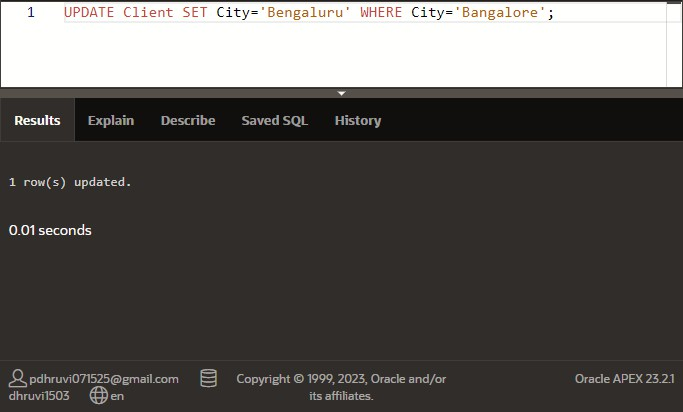 1 UPDATE Client SET City='Bengaluru' WHERE City='Bangalore';
Results Explain Describe Saved SQL History
1 row(s) updated.
0.01 seconds
pdhruvi071525@gmail.com
dhruvi1503 en
Copyright © 1999, 2023, Oracle and/or
its affiliates.
Oracle APEX 23.2.1